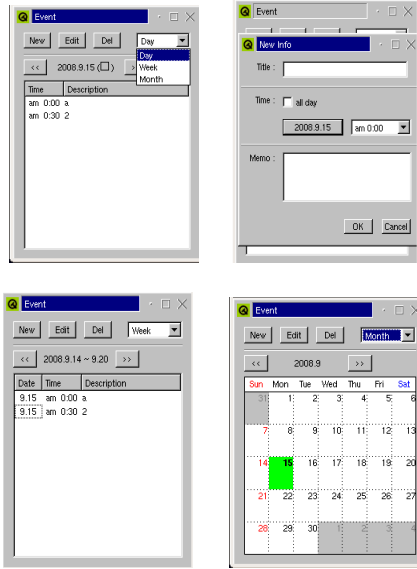 Event
New Edit Del Day
Day
Week
Month
<< 2008.9.15 (□) >
Time Description
am 0:00 a
am 0:30 2
Event
New Info
Title :
Time : all day
2008.9.15 am 0:00
Memo :
OK Cancel
Event
New Edit Del Week
<< 2008.9.14 ~ 9.20 >>
Date Time Description
9.15 am 0:00 a
9.15 am 0:30 2
Event
New Edit Del Month
<< 2008.9 >>
Sun Mon Tue Wed Thu Fri Sat
31 1 2 3 4 5 6
7 8 9 10 11 12 13
14 15 16 17 18 19 20
21 22 23 24 25 26 27
28 29 30 1 2 3 4